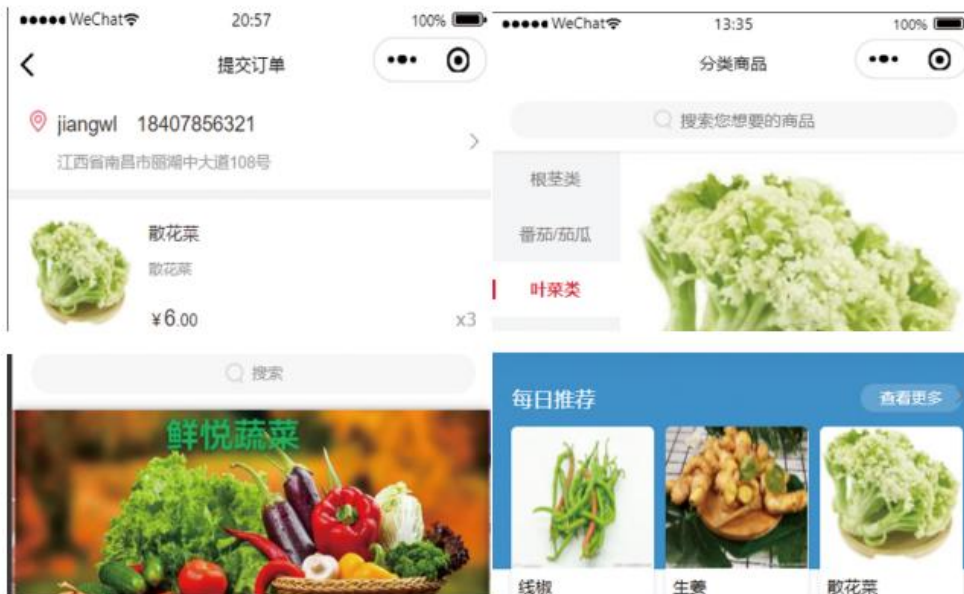 WeChat 20:57 100%
提交订单
jiangwl 18407856321
江西省南昌市丽湖中大道108号
散花菜
散花菜
¥6.00 x3
WeChat 13:35 100%
分类商品
搜索您想要的商品
根茎类
番茄/茄瓜
叶菜类
搜索
鲜悦蔬菜
每日推荐 查看更多
线椒 生姜 散花菜